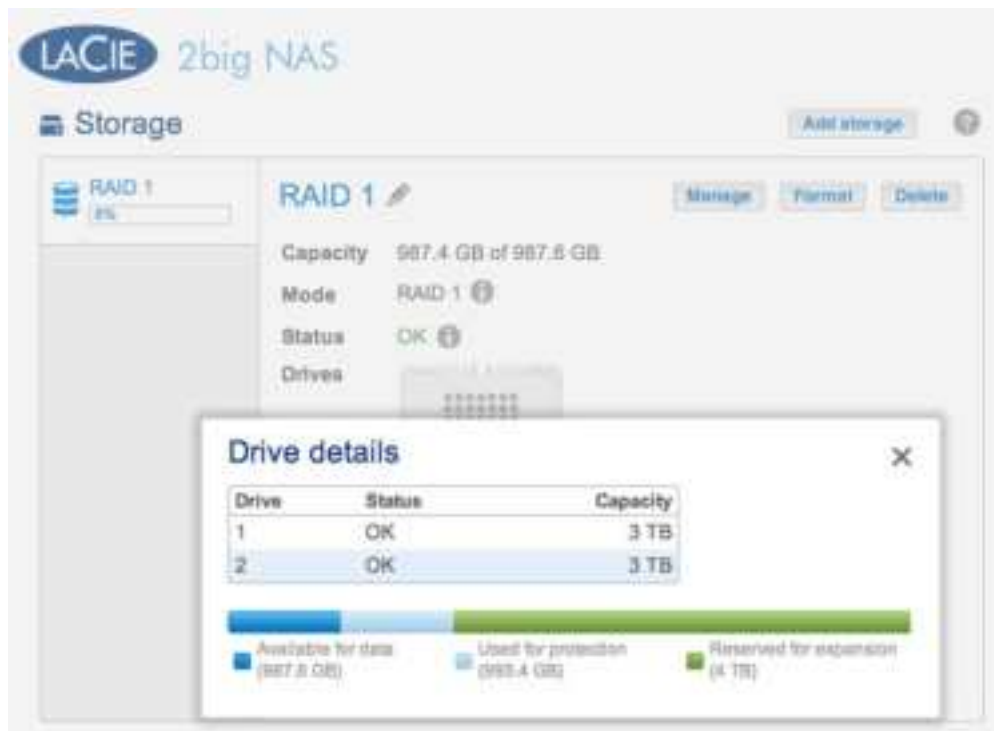 LACIE 2big NAS
Storage
Add storage
RAID 1
RAID 1
Manage
Format
Delete
Capacity 987.4 GB of 987.6 GB
Mode RAID 1
Status OK
Drives
Drive details
Drive Status Capacity
1 OK 3 TB
2 OK 3 TB
Available for data
(987.6 GB)
Used for protection
Reserved for expansion
(4 TB)